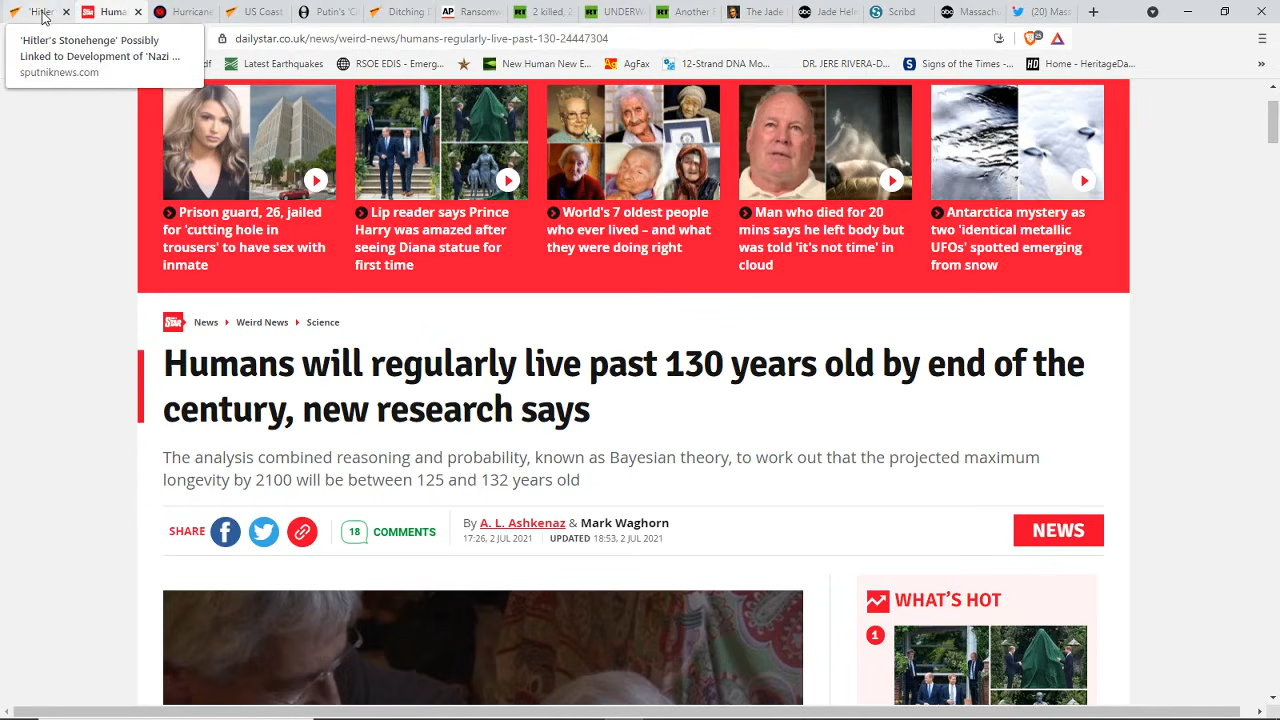 'Hitler
Huma
Hurricane
US Coast
Putin's 'G
Ditching
AP
Ransomw
RT
2 killed, 2
RT
UNDERW
RT
Another F
The Jade
Jade Hel
Scribd
Massach
(2) Mass
'Hitler's Stonehenge' Possibly
Linked to Development of 'Nazi ...
sputniknews.com
dailystar.co.uk/news/weird-news/humans-regularly-live-past-130-24447304
df
Latest Earthquakes
RSOE EDIS - Emerg...
New Human New E...
Ag
AgFax
12-Strand DNA Mo...
DR. JERE RIVERA-D...
S
Signs of the Times -...
HD
Home - HeritageDa...
»
Prison guard, 26, jailed
for 'cutting hole in
trousers' to have sex with
inmate
Lip reader says Prince
Harry was amazed after
seeing Diana statue for
first time
World's 7 oldest people
who ever lived – and what
they were doing right
Man who died for 20
mins says he left body but
was told 'it's not time' in
cloud
Antarctica mystery as
two 'identical metallic
UFOs' spotted emerging
from snow
STAR
News
Weird News
Science
Humans will regularly live past 130 years old by end of the
century, new research says
The analysis combined reasoning and probability, known as Bayesian theory, to work out that the projected maximum
longevity by 2100 will be between 125 and 132 years old
SHARE
18 COMMENTS
By A. L. Ashkenaz & Mark Waghorn
17:26, 2 JUL 2021 UPDATED 18:53, 2 JUL 2021
NEWS
WHAT'S HOT
1